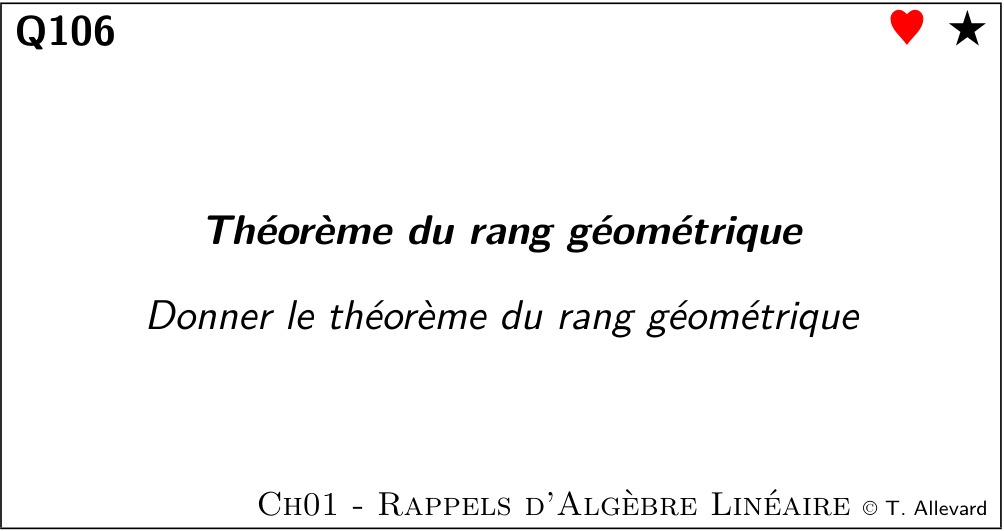 Q106
Théorème du rang géométrique
Donner le théorème du rang géométrique
Ch01 - Rappels d'Algèbre Linéaire © T. Allevard